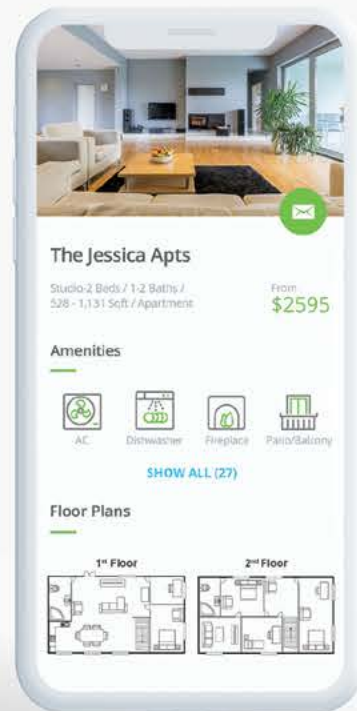 The Jessica Apts
Studio-2 Beds / 1-2 Baths /
528 - 1,131 Sqft / Apartment
From
$2595
Amenities
AC
Dishwasher
Fireplace
Patio/Balcony
SHOW ALL (27)
Floor Plans
1st Floor
2nd Floor